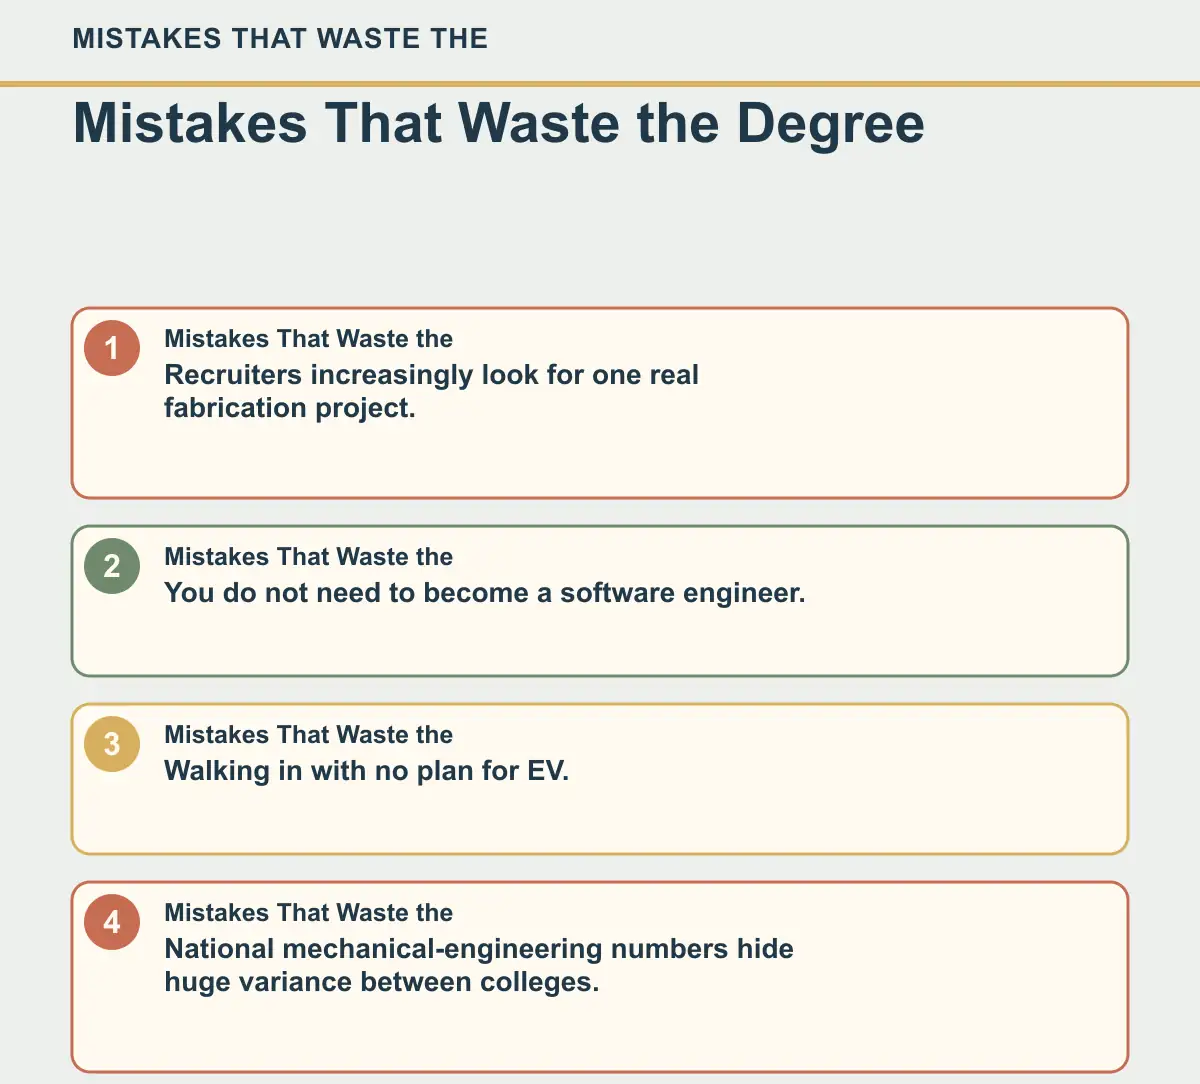 MISTAKES THAT WASTE THE
Mistakes That Waste the Degree
1
Mistakes That Waste the
Recruiters increasingly look for one real
fabrication project.
2
Mistakes That Waste the
You do not need to become a software engineer.
3
Mistakes That Waste the
Walking in with no plan for EV.
4
Mistakes That Waste the
National mechanical-engineering numbers hide
huge variance between colleges.